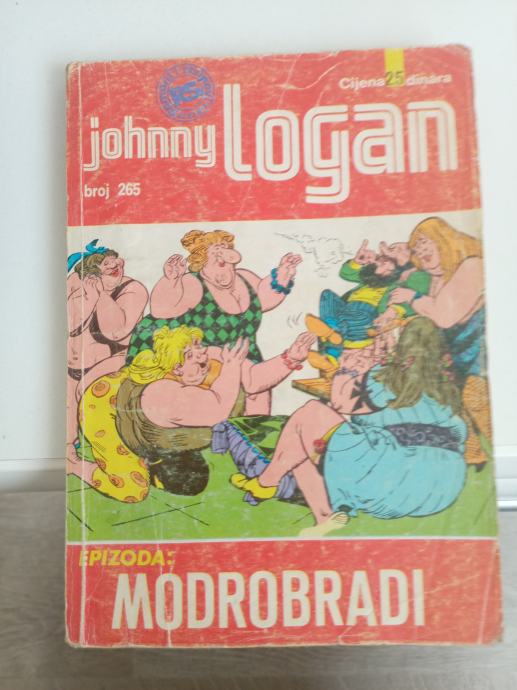 Cijena 25 dinara
johnny logan
broj 265
EPIZODA:
MODROBRADI